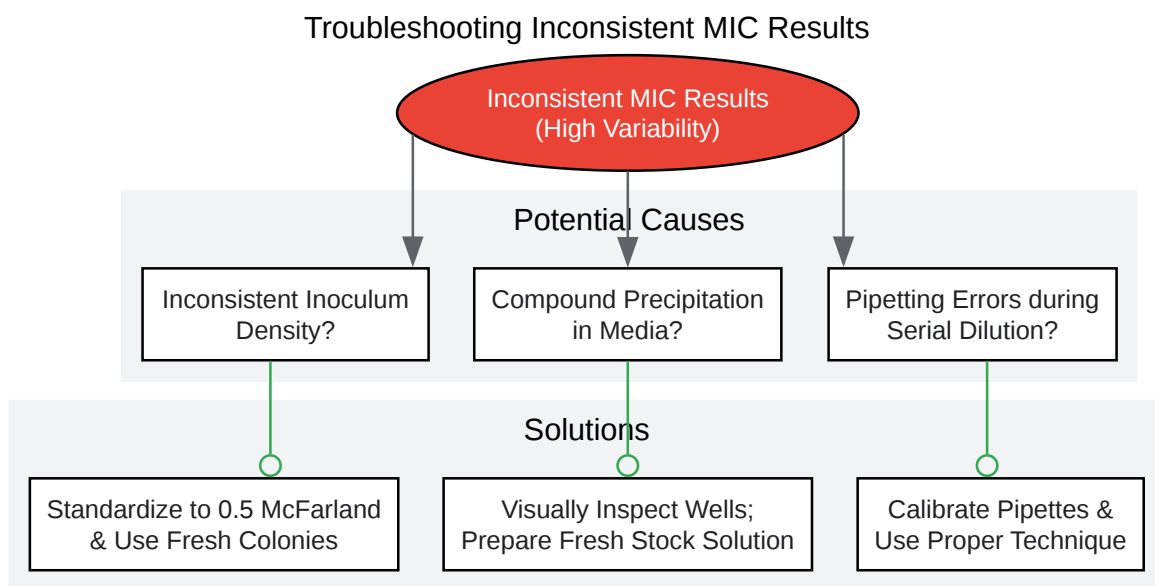 Troubleshooting Inconsistent MIC Results
Inconsistent MIC Results
(High Variability)
Potential Causes
Inconsistent Inoculum
Density?
Compound Precipitation
in Media?
Pipetting Errors during
Serial Dilution?
Solutions
Standardize to 0.5 McFarland
& Use Fresh Colonies
Visually Inspect Wells;
Prepare Fresh Stock Solution
Calibrate Pipettes &
Use Proper Technique